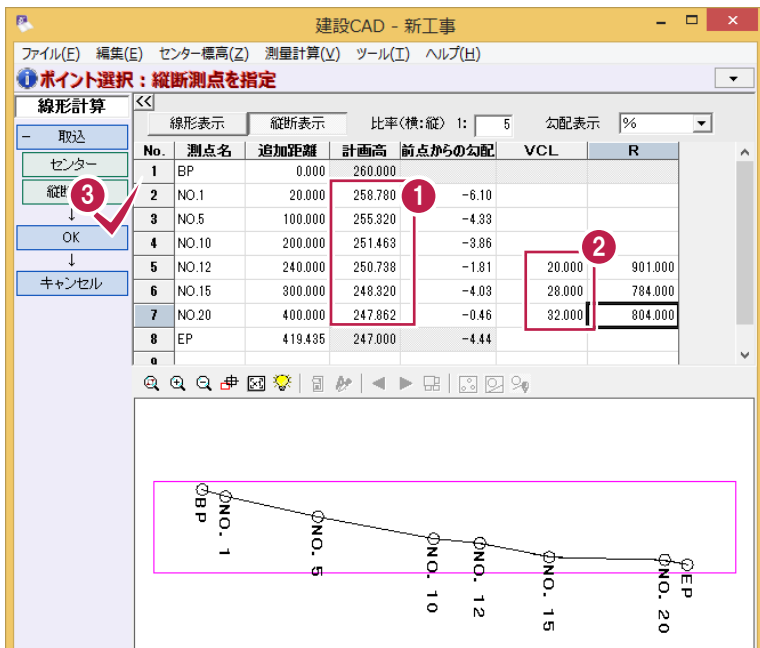 建設CAD - 新工事
ファイル(F) 編集(E) センター標高(Z) 測量計算(V) ツール(T) ヘルプ(H)
ポイント選択：縦断測点を指定
線形計算
<<
線形表示 縦断表示 比率(横:縦) 1: 5 勾配表示 %
− 取込
センター
↓
OK
↓
キャンセル
3
No. 測点名 追加距離 計画高 前点からの勾配 VCL R
1 BP 0.000 260.000
2 NO.1 20.000 258.780 -6.10
3 NO.5 100.000 255.320 -4.33
4 NO.10 200.000 251.463 -3.86
5 NO.12 240.000 250.738 -1.81 20.000 901.000
6 NO.15 300.000 248.320 -4.03 28.000 784.000
7 NO.20 400.000 247.862 -0.46 32.000 804.000
8 EP 419.435 247.000 -4.44
1
2
BP
NO. 1
NO. 5
NO. 10
NO. 12
NO. 15
NO. 20
EP